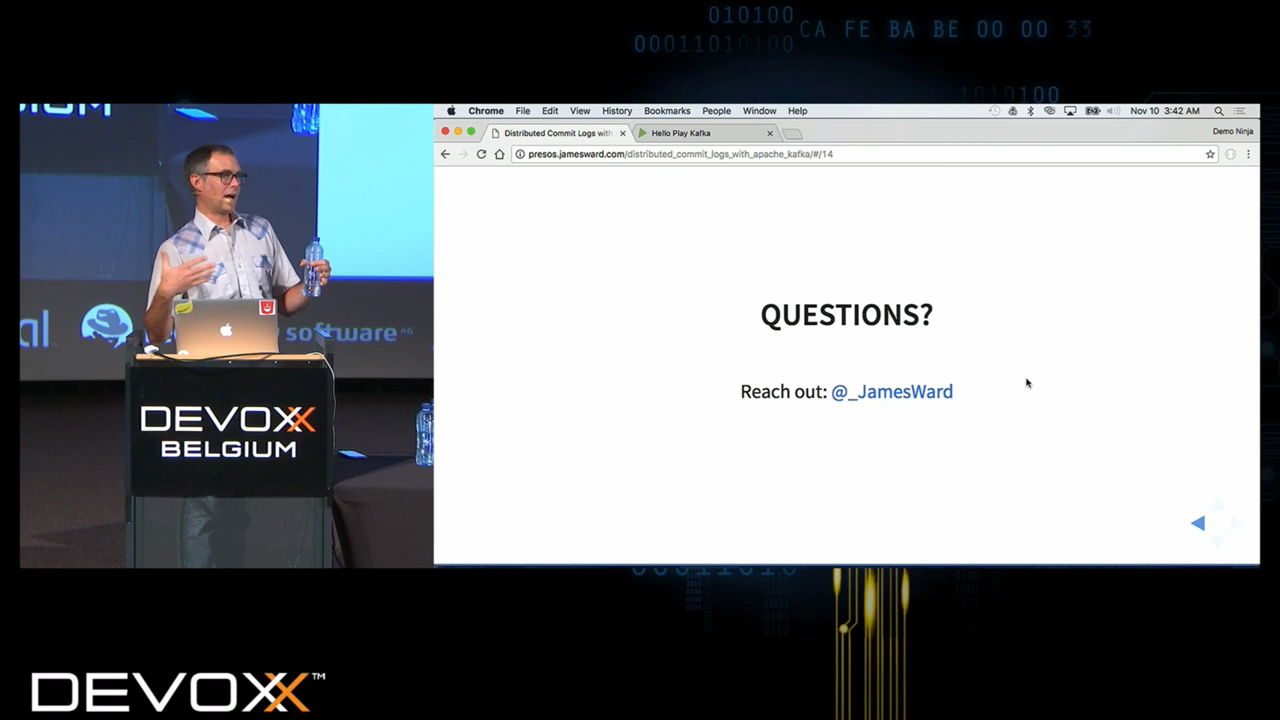 010100
00011010100
CA FE BA BE 00 00 33
1010100
Chrome File Edit View History Bookmarks People Window Help
Nov 10 3:42 AM
Distributed Commit Logs with
Hello Play Kafka
Demo Ninja
presos.jamesward.com/distributed_commit_logs_with_apache_kafka/#/14
QUESTIONS?
Reach out: @_JamesWard
software AG
DEVOXX
BELGIUM
DEVOXX™